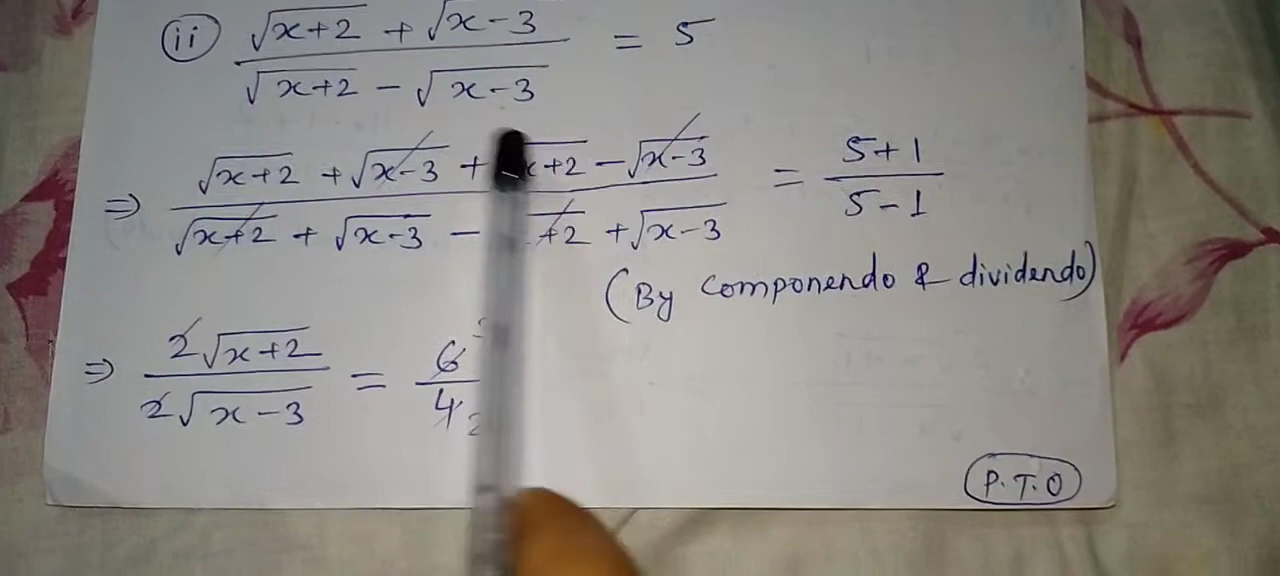 (ii) (√(x+2) + √(x-3)) / (√(x+2) - √(x-3)) = 5
⇒ (√(x+2) + √(x-3) + x+2 - √(x-3)) / (√(x+2) + √(x-3) - +2 + √(x-3)) = (5+1) / (5-1)
(By componendo & dividendo)
⇒ 2√(x+2) / 2√(x-3) = 6 / 4 2
P.T.O